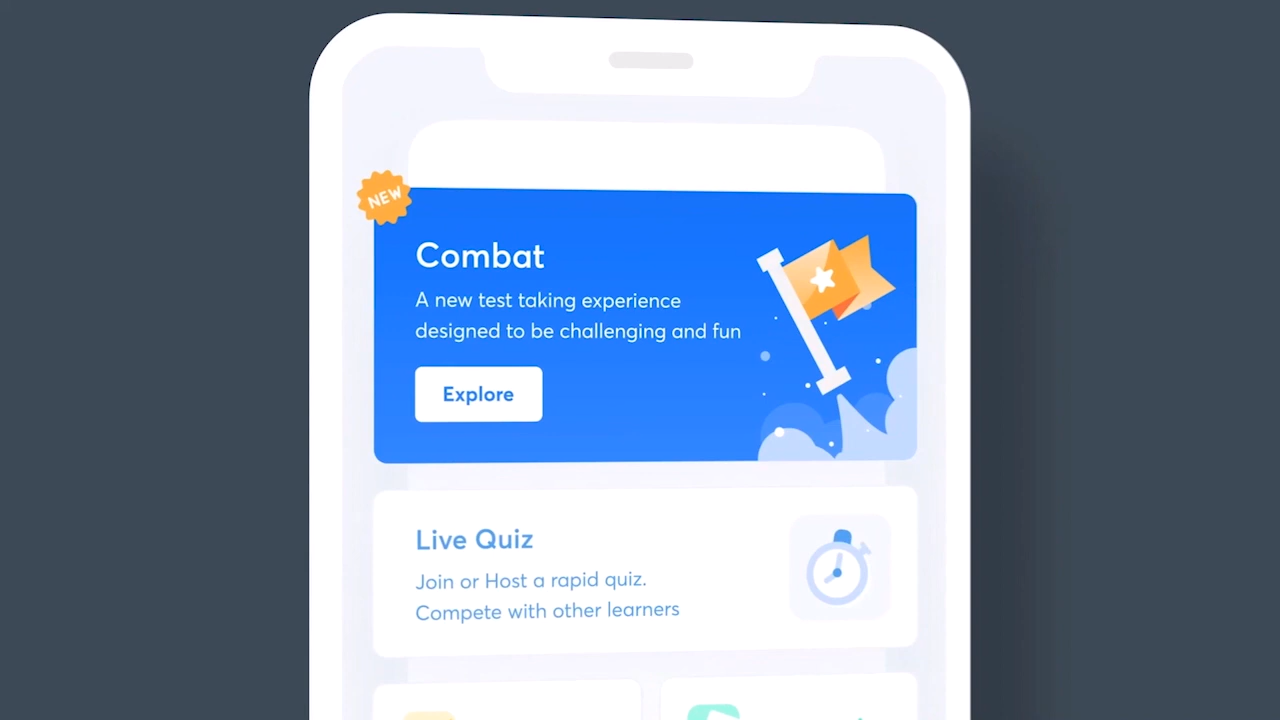 NEW
Combat
A new test taking experience
designed to be challenging and fun
Explore
Live Quiz
Join or Host a rapid quiz.
Compete with other learners